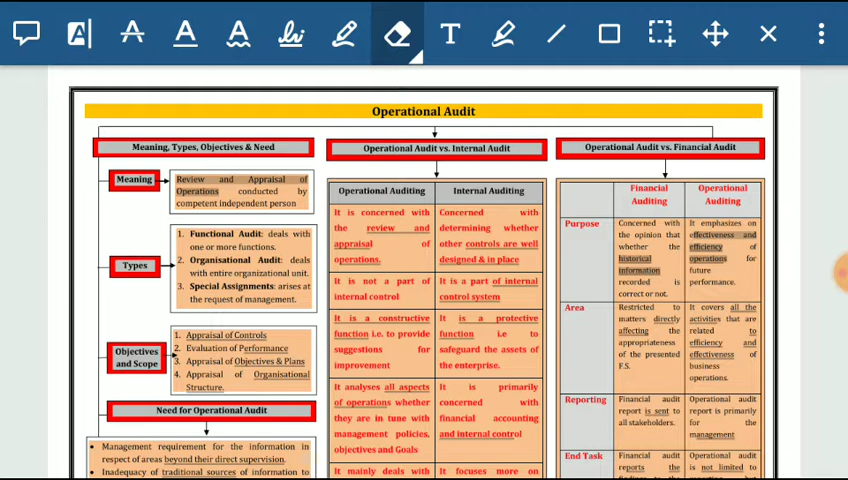 A
A
A
A
T
Operational Audit
Meaning, Types, Objectives & Need
Meaning
Review and Appraisal of
Operations conducted by
competent independent person
Types
1. Functional Audit: deals with
one or more functions.
2. Organisational Audit: deals
with entire organizational unit.
3. Special Assignments: arises at
the request of management.
Objectives
and Scope
1. Appraisal of Controls
2. Evaluation of Performance
3. Appraisal of Objectives & Plans
4. Appraisal of Organisational
Structure.
Need for Operational Audit
• Management requirement for the information in
respect of areas beyond their direct supervision.
• Inadequacy of traditional sources of information to
Operational Audit vs. Internal Audit
Operational Auditing
Internal Auditing
It is concerned with
the review and
appraisal of
operations.
Concerned with
determining whether
other controls are well
designed & in place
It is not a part of
internal control
It is a part of internal
control system
It is a constructive
function i.e. to provide
suggestions for
improvement
It is a protective
function i.e to
safeguard the assets of
the enterprise.
It analyses all aspects
of operations whether
they are in tune with
management policies,
objectives and Goals
It is primarily
concerned with
financial accounting
and internal control
It mainly deals with
It focuses more on
Operational Audit vs. Financial Audit
Financial
Auditing
Operational
Auditing
Purpose
Concerned with
the opinion that
whether the
historical
information
recorded is
correct or not.
It emphasizes on
effectiveness and
efficiency of
operations for
future
performance.
Area
Restricted to
matters directly
affecting the
appropriateness
of the presented
F.S.
It covers all the
activities that are
related to
efficiency and
effectiveness of
business
operations.
Reporting
Financial audit
report is sent to
all stakeholders.
Operational audit
report is primarily
for the
management
End Task
Financial audit
reports the
Operational audit
is not limited to